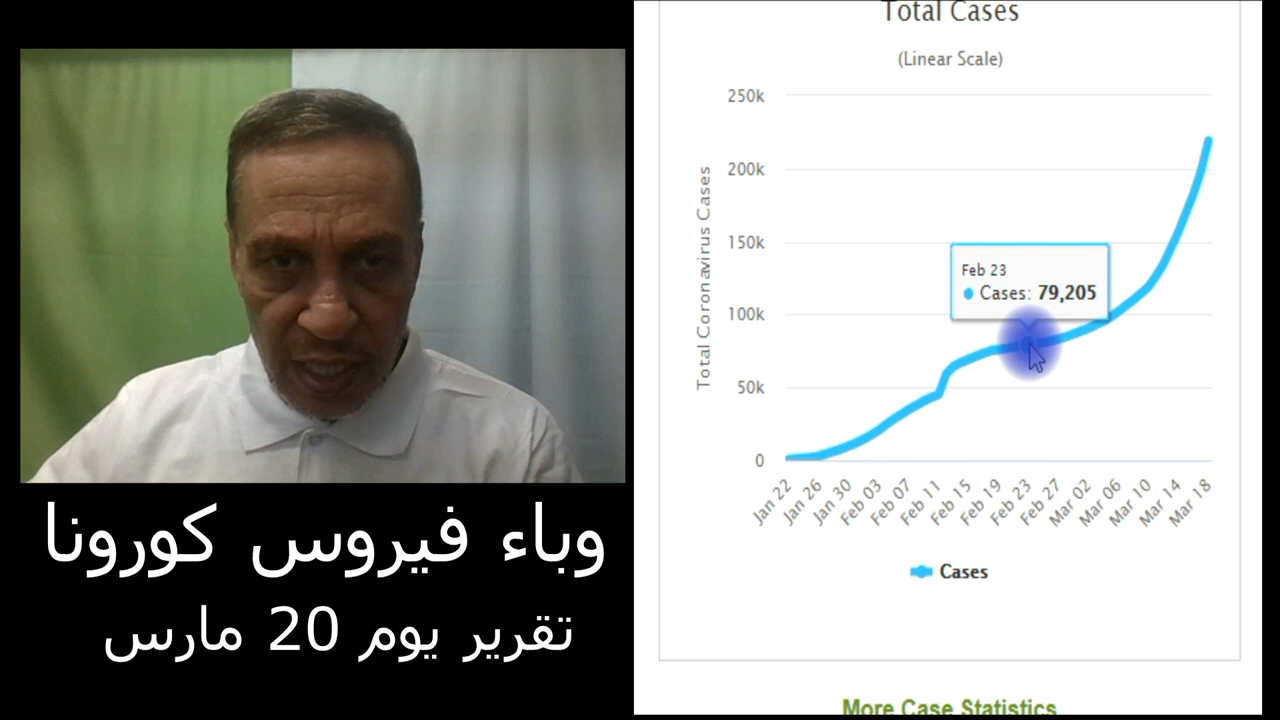 وباء فيروس كورونا
تقرير يوم 20 مارس
Total Cases
(Linear Scale)
Total Coronavirus Cases
250k
200k
150k
100k
50k
0
Feb 23
Cases: 79,205
Jan 22
Jan 26
Jan 30
Feb 03
Feb 07
Feb 11
Feb 15
Feb 19
Feb 23
Feb 27
Mar 02
Mar 06
Mar 10
Mar 14
Mar 18
Cases
More Case Statistics